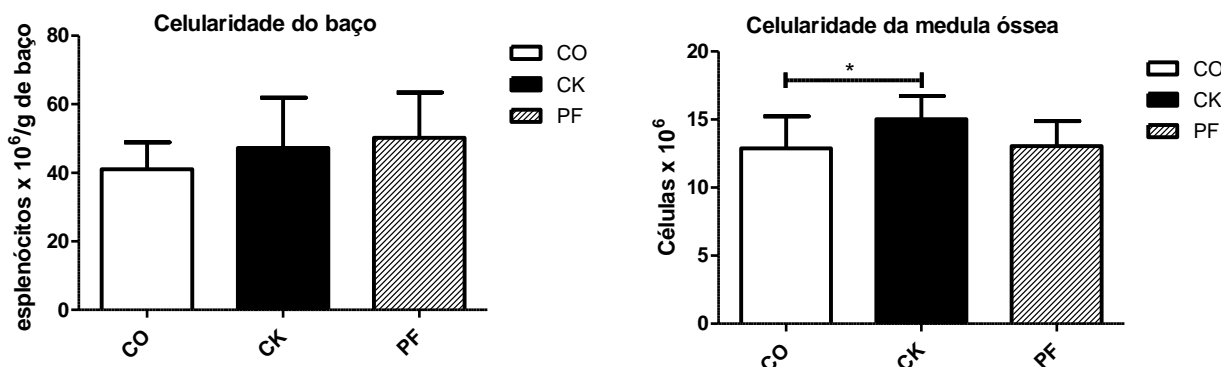 Celularidade do baço
esplenócitos x 10⁶/g de baço
80
60
40
20
0
CO
CK
PF
CO
CK
PF
Celularidade da medula óssea
Células x 10⁶
20
15
10
5
0
*
CO
CK
PF
CO
CK
PF